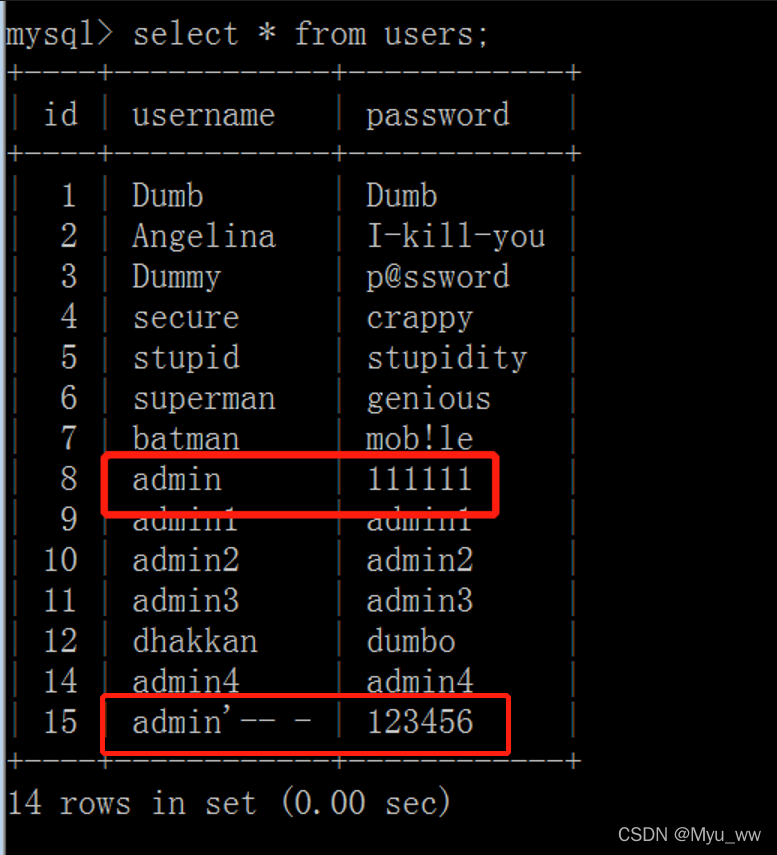 mysql> select * from users;
+----+------------+------------+
| id | username   | password   |
+----+------------+------------+
|  1 | Dumb       | Dumb       |
|  2 | Angelina   | I-kill-you |
|  3 | Dummy      | p@ssword   |
|  4 | secure     | crappy     |
|  5 | stupid     | stupidity  |
|  6 | superman   | genious    |
|  7 | batman     | mob!le     |
|  8 | admin      | 111111     |
|  9 | admin1     | admin1     |
| 10 | admin2     | admin2     |
| 11 | admin3     | admin3     |
| 12 | dhakkan    | dumbo      |
| 14 | admin4     | admin4     |
| 15 | admin'-- - | 123456     |
+----+------------+------------+
14 rows in set (0.00 sec)
CSDN @Myu_ww